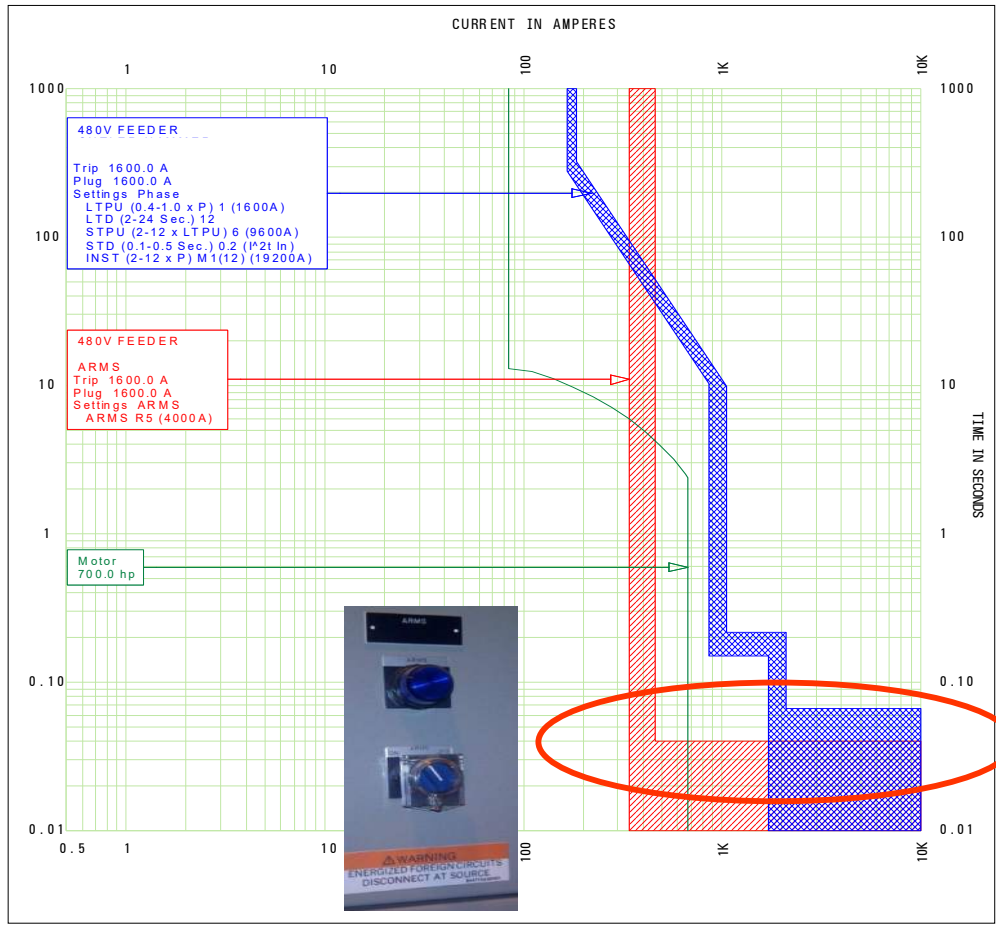 CURRENT IN AMPERES
1 10 100 1K 10K
1000 1000
480V FEEDER
Trip 1600.0 A
Plug 1600.0 A
Settings Phase
LTPU (0.4-1.0 x P) 1 (1600A)
LTD (2-24 Sec.) 12
STPU (2-12 x LTPU) 6 (9600A)
STD (0.1-0.5 Sec.) 0.2 (I^2t In)
INST (2-12 x P) M1(12) (19200A)
100 100
480V FEEDER
ARMS
Trip 1600.0 A
Plug 1600.0 A
Settings ARMS
ARMS R5 (4000A)
10 10
TIME IN SECONDS
1 1
Motor
700.0 hp
ARMS
ARMS
0.10 0.10
ARMS
0.01 0.01
0.5 1 10 100 1K 10K
WARNING
ENERGIZED FOREIGN CIRCUITS
DISCONNECT AT SOURCE